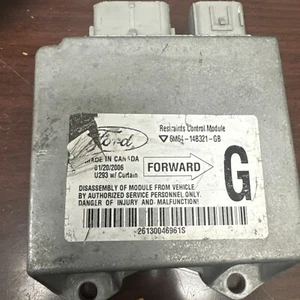 Ford
Restraints Control Module
6M64-14B321-GB
MADE IN CANADA
01/20/2006
U293 w/ Curtain
FORWARD
G
DISASSEMBLY OF MODULE FROM VEHICLE
BY AUTHORIZED SERVICE PERSONNEL ONLY.
DANGER OF INJURY AND MALFUNCTION!
26130046961S